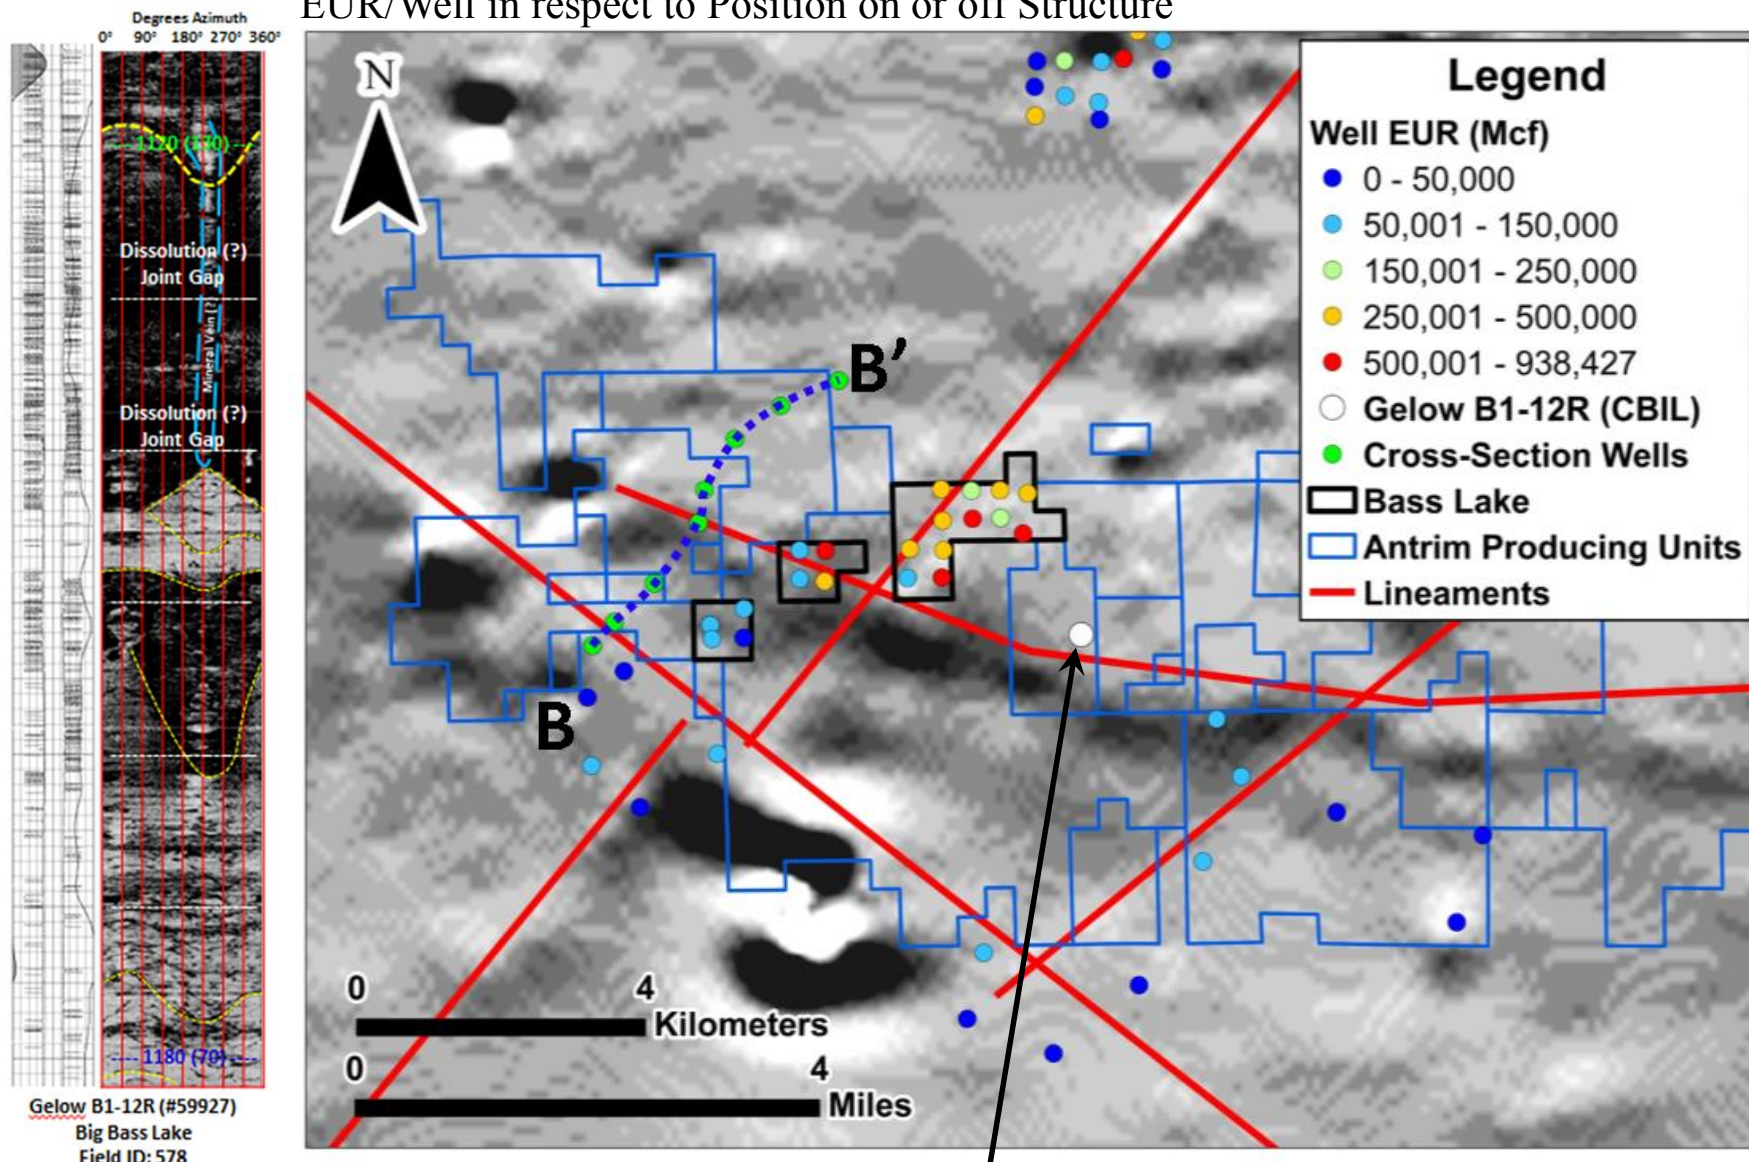 EUR/Well in respect to Position on or off Structure
Degrees Azimuth
0° 90° 180° 270° 360°
1120 (110)
Dissolution (?)
Joint Gap
Mineral Vein (?)
Dissolution (?)
Joint Gap
1180 (70)
Gelow B1-12R (#59927)
Big Bass Lake
Field ID: 578
N
B'
B
0 4
Kilometers
0 4
Miles
Legend
Well EUR (Mcf)
0 - 50,000
50,001 - 150,000
150,001 - 250,000
250,001 - 500,000
500,001 - 938,427
Gelow B1-12R (CBIL)
Cross-Section Wells
Bass Lake
Antrim Producing Units
Lineaments